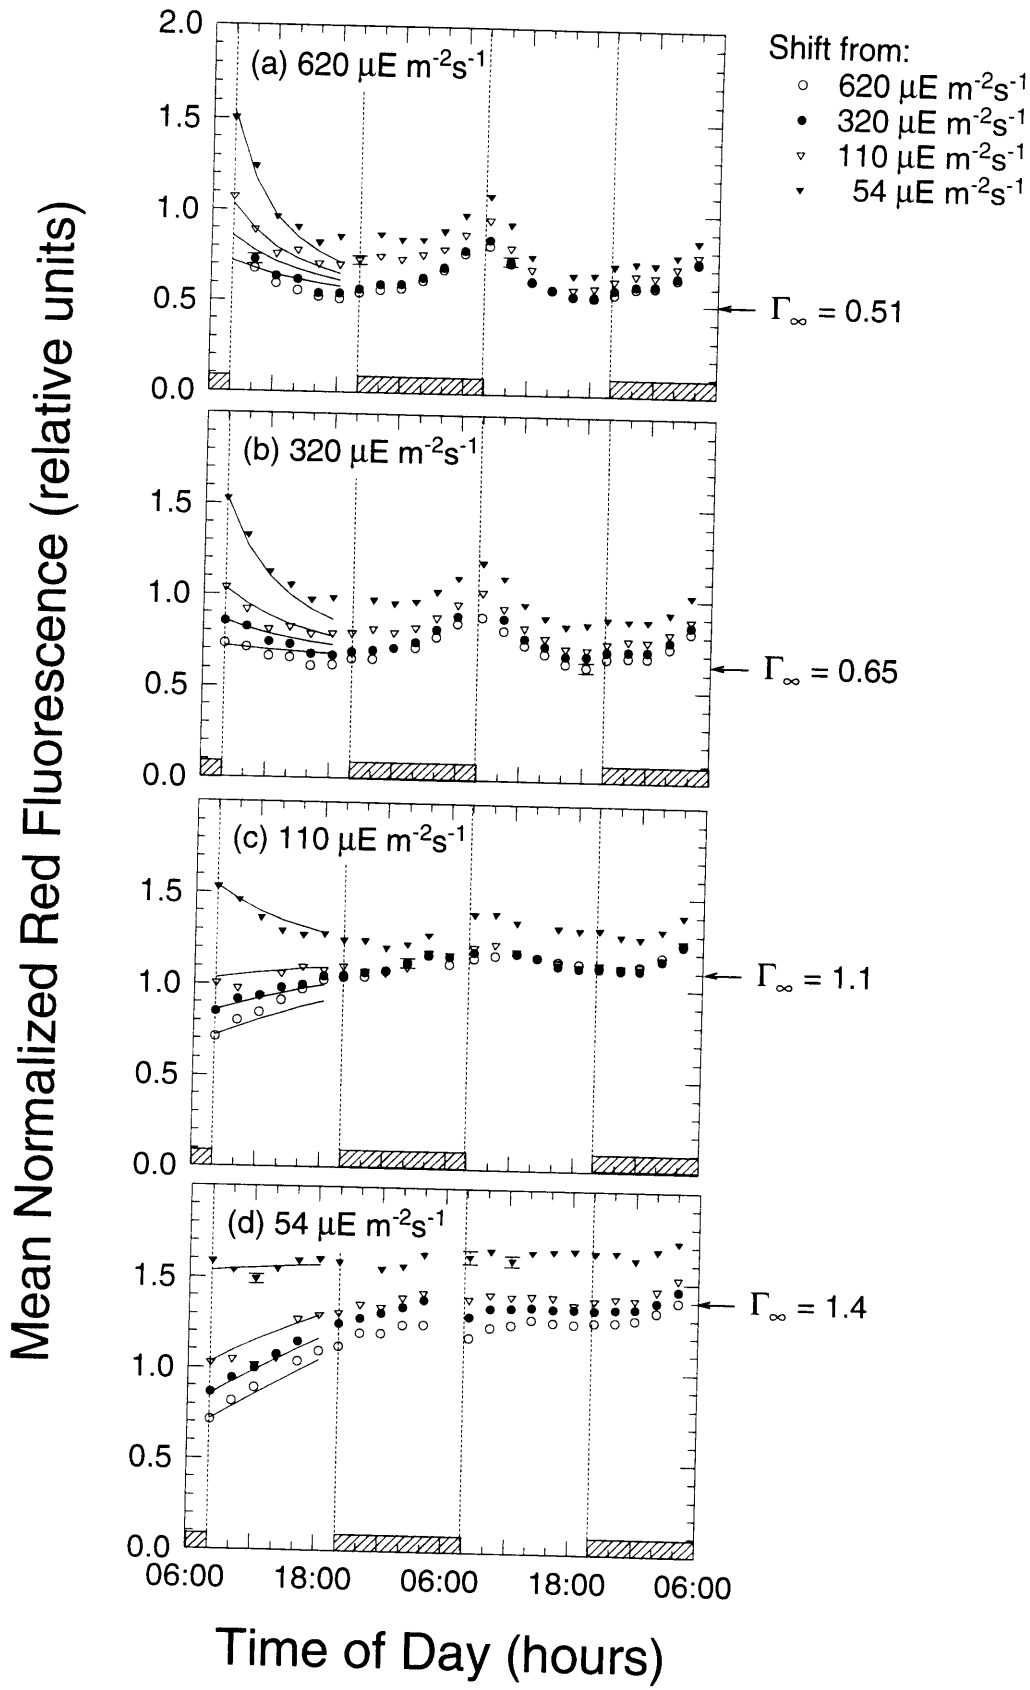 Mean Normalized Red Fluorescence (relative units)
2.0
1.5
1.0
0.5
0.0
(a) 620 μE m⁻²s⁻¹
Shift from:
○ 620 μE m⁻²s⁻¹
● 320 μE m⁻²s⁻¹
▽ 110 μE m⁻²s⁻¹
▼ 54 μE m⁻²s⁻¹
Γ∞ = 0.51
(b) 320 μE m⁻²s⁻¹
1.5
1.0
0.5
0.0
Γ∞ = 0.65
(c) 110 μE m⁻²s⁻¹
1.5
1.0
0.5
0.0
Γ∞ = 1.1
(d) 54 μE m⁻²s⁻¹
1.5
1.0
0.5
0.0
Γ∞ = 1.4
06:00 18:00 06:00 18:00 06:00
Time of Day (hours)